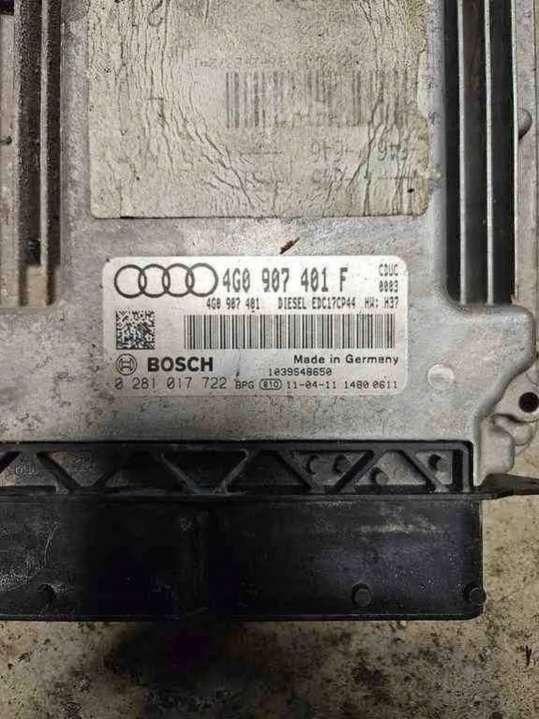 4G0 907 401 F CDUC
4G0 907 401 DIESEL EDC17CP44 HW: H37 0003
BOSCH Made in Germany
1039S48650
0 281 017 722 BPG 810 11-04-11 1480 0611